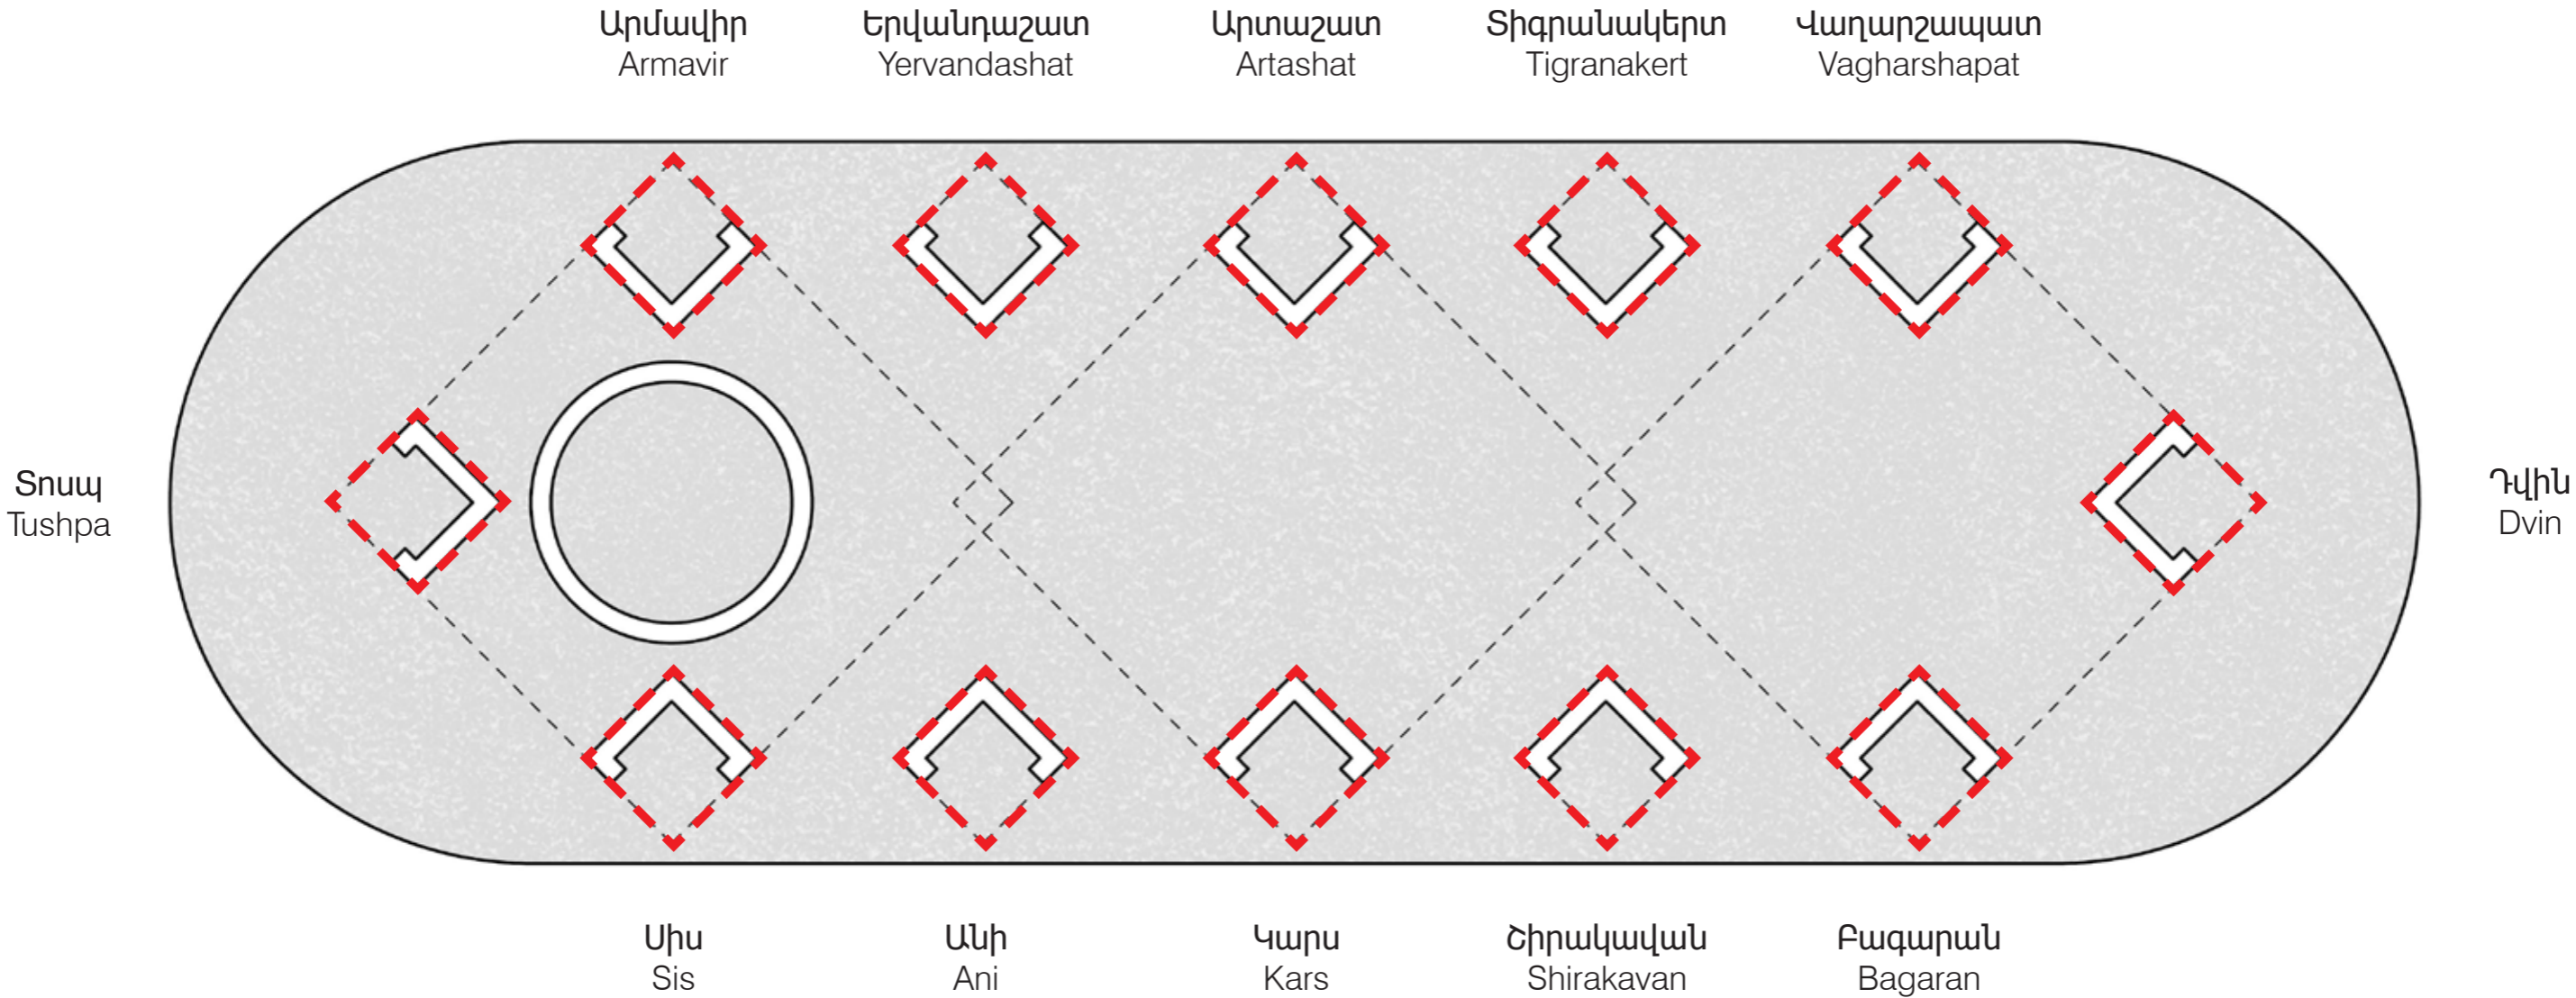 Արմավիր
Armavir
Երվանդաշատ
Yervandashat
Արտաշատ
Artashat
Տիգրանակերտ
Tigranakert
Վաղարշապատ
Vagharshapat
Տոսպ
Tushpa
Դվին
Dvin
Սիս
Sis
Անի
Ani
Կարս
Kars
Շիրակավան
Shirakavan
Բագարան
Bagaran